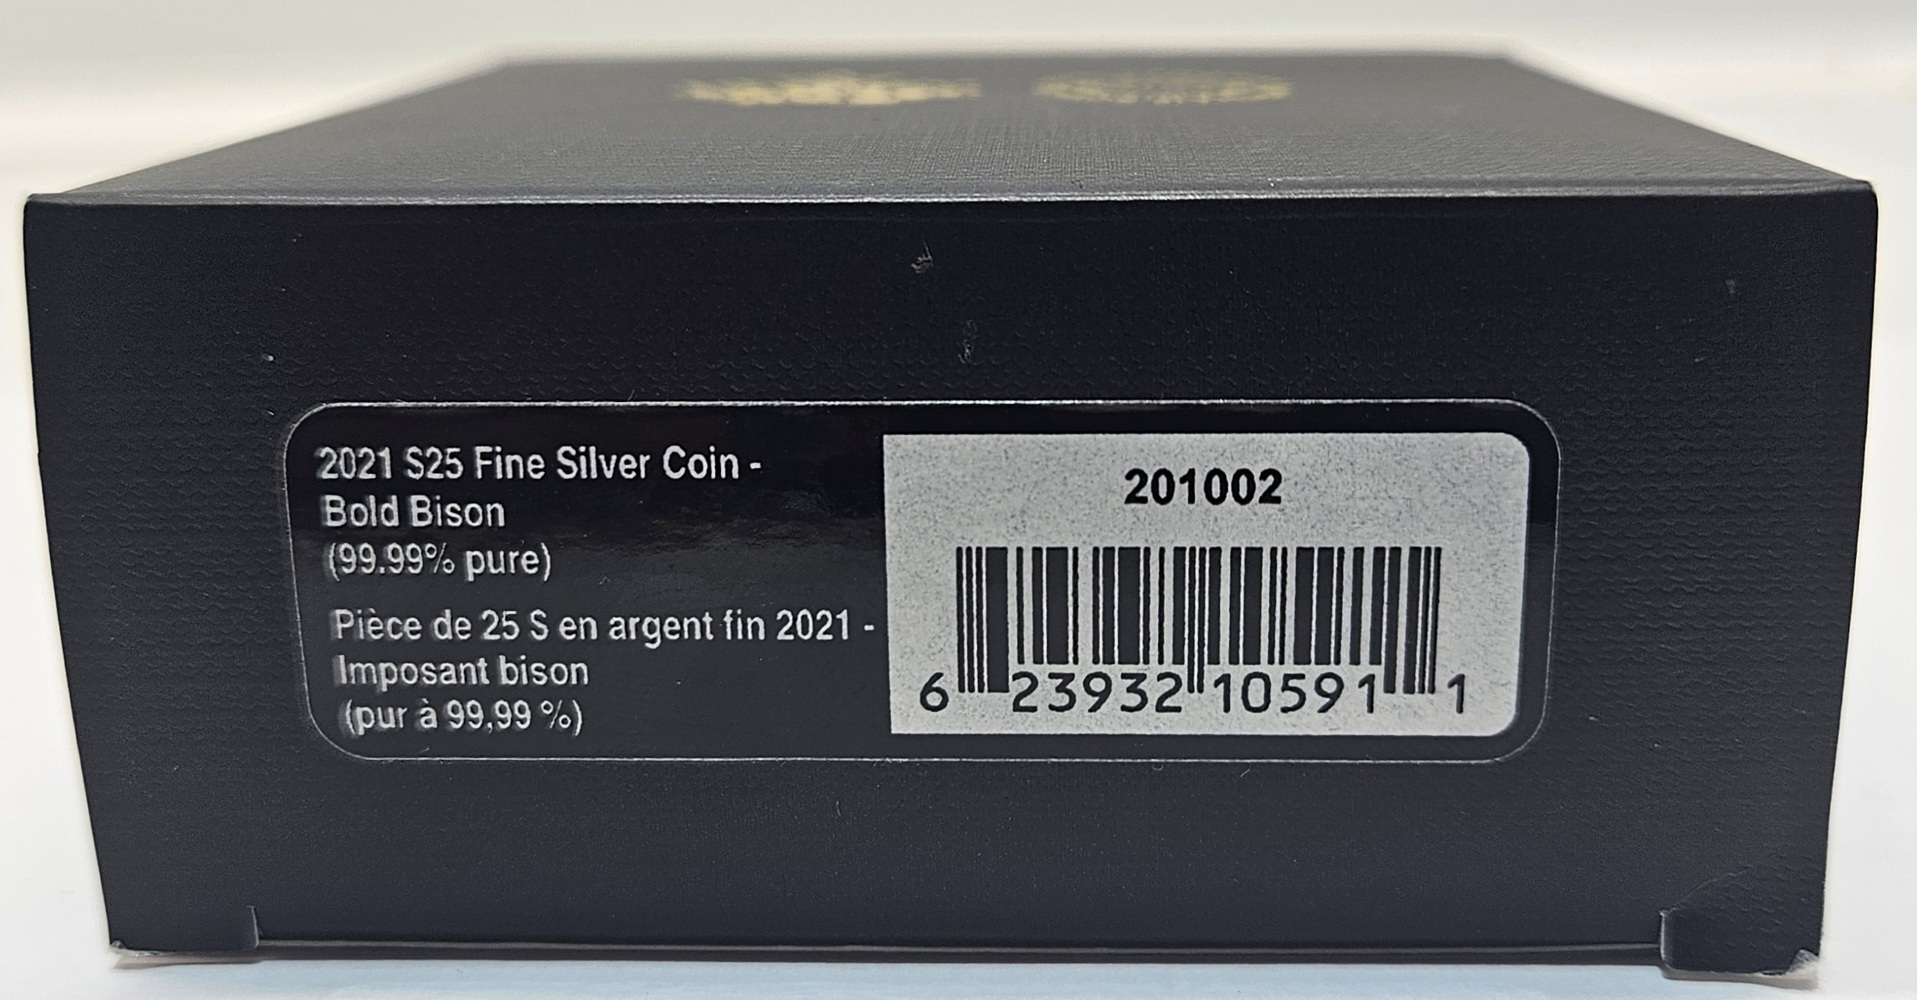 2021 $25 Fine Silver Coin -
Bold Bison
(99.99% pure)
Pièce de 25 $ en argent fin 2021 -
Imposant bison
(pur à 99,99 %)
201002
6 23932 10591 1